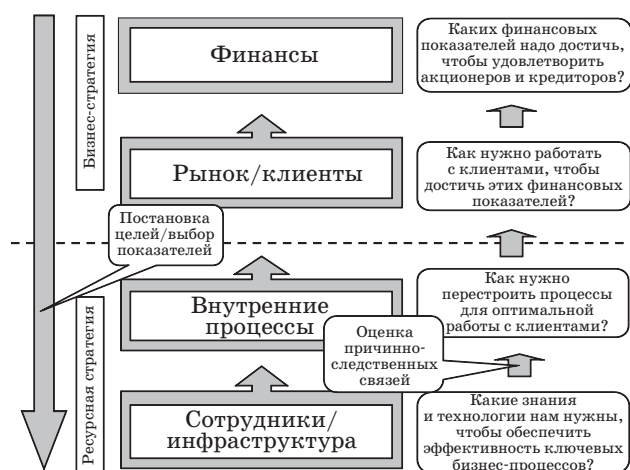 Бизнес-стратегия
Финансы
Каких финансовых
показателей надо достичь,
чтобы удовлетворить
акционеров и кредиторов?
Рынок/клиенты
Как нужно работать
с клиентами, чтобы
достичь этих финансовых
показателей?
Постановка
целей/выбор
показателей
Ресурсная стратегия
Внутренние
процессы
Как нужно
перестроить процессы
для оптимальной
работы с клиентами?
Оценка
причинно-
следственных
связей
Сотрудники/
инфраструктура
Какие знания
и технологии нам нужны,
чтобы обеспечить
эффективность ключевых
бизнес-процессов?